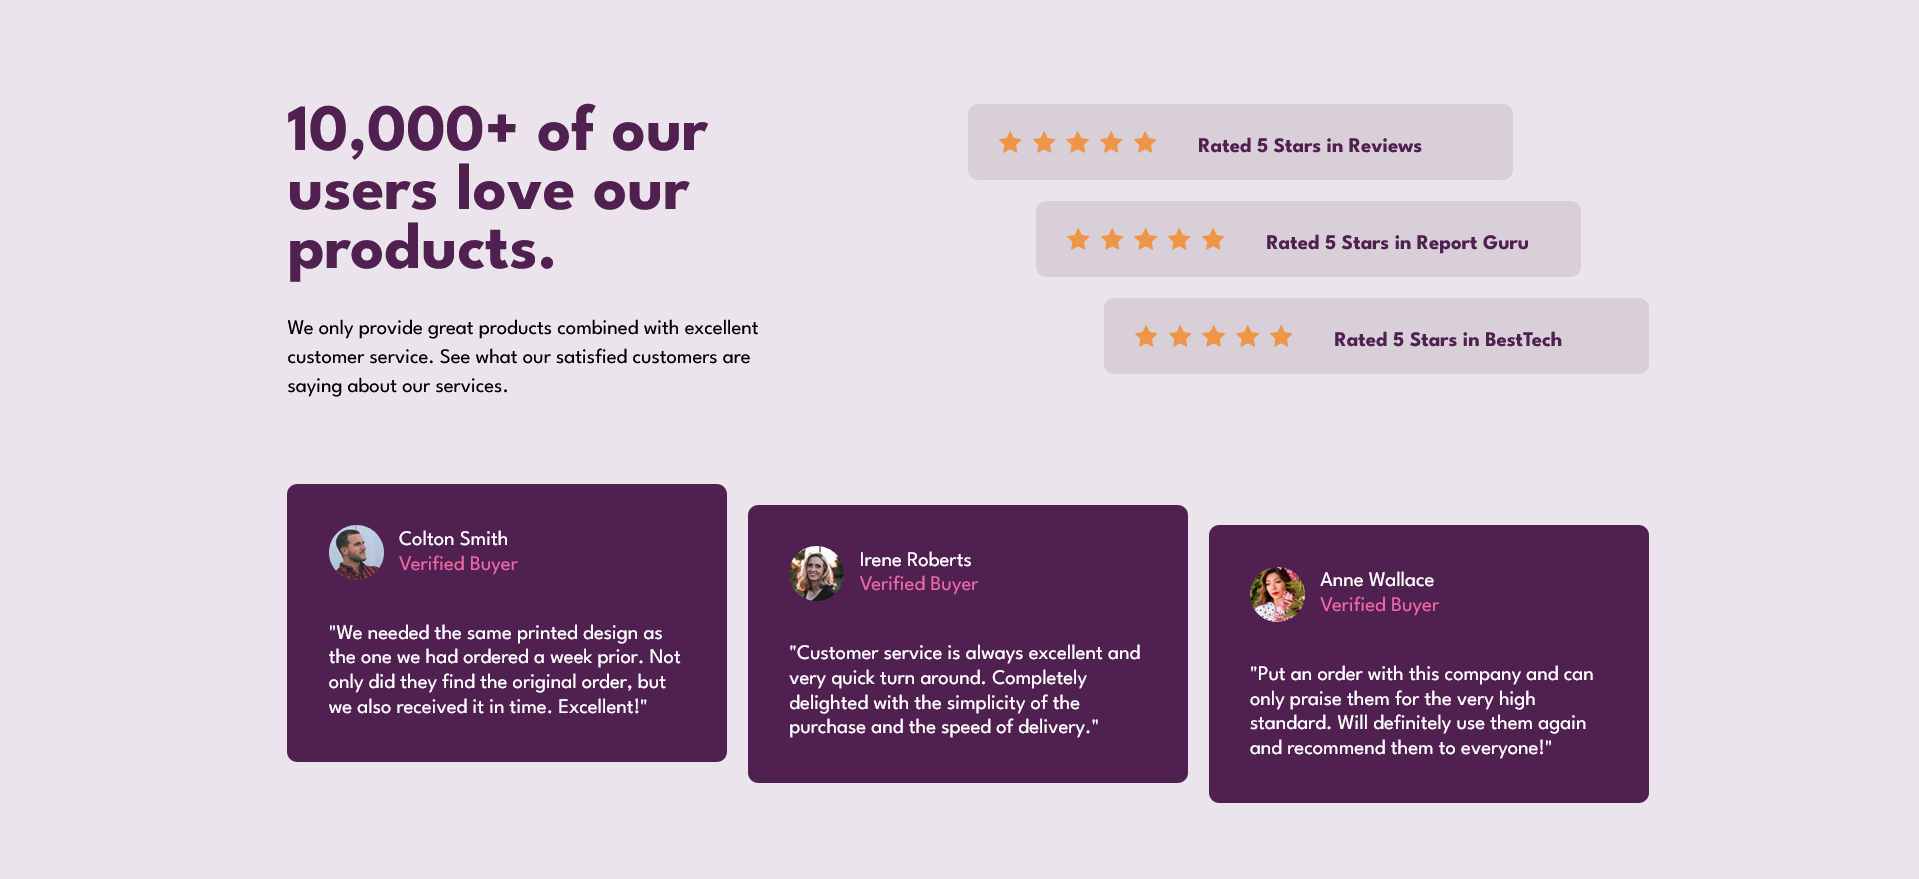 10,000+ of our
users love our
products.
We only provide great products combined with excellent
customer service. See what our satisfied customers are
saying about our services.
Rated 5 Stars in Reviews
Rated 5 Stars in Report Guru
Rated 5 Stars in BestTech
Colton Smith
Verified Buyer
"We needed the same printed design as
the one we had ordered a week prior. Not
only did they find the original order, but
we also received it in time. Excellent!"
Irene Roberts
Verified Buyer
"Customer service is always excellent and
very quick turn around. Completely
delighted with the simplicity of the
purchase and the speed of delivery."
Anne Wallace
Verified Buyer
"Put an order with this company and can
only praise them for the very high
standard. Will definitely use them again
and recommend them to everyone!"